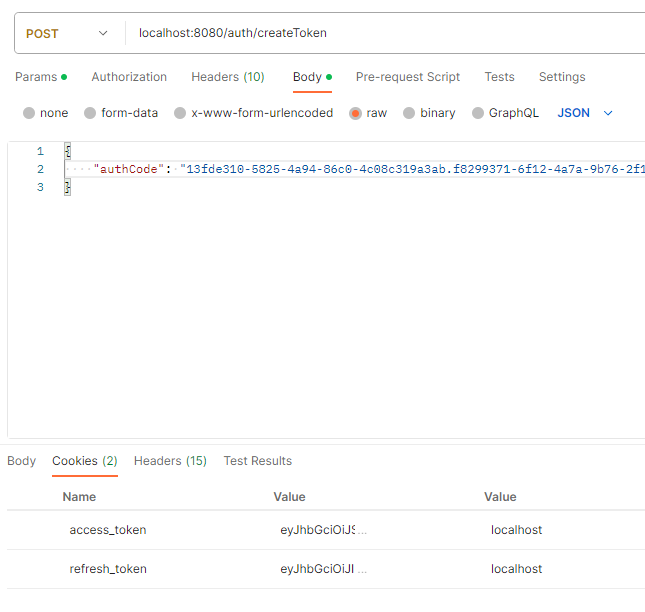 POST localhost:8080/auth/createToken
Params Authorization Headers (10) Body Pre-request Script Tests Settings
none form-data x-www-form-urlencoded raw binary GraphQL JSON
1 {
2 "authCode": "13fde310-5825-4a94-86c0-4c08c319a3ab.f8299371-6f12-4a7a-9b76-2f1
3 }
Body Cookies (2) Headers (15) Test Results
Name Value Value
access_token eyJhbGciOiJS... localhost
refresh_token eyJhbGciOiJI... localhost